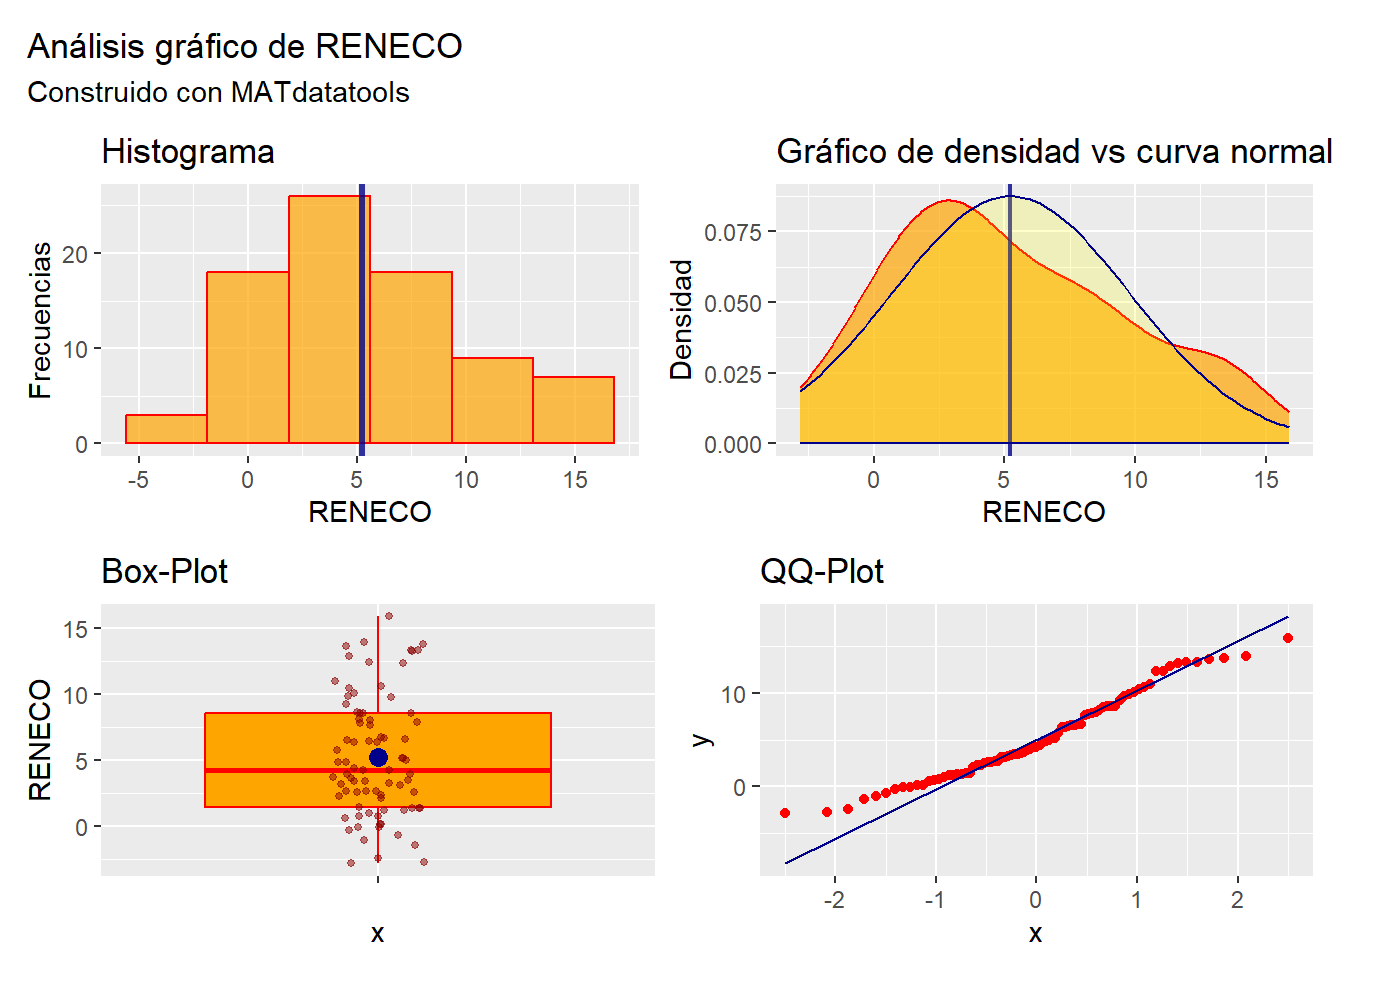 Análisis gráfico de RENECO
Construido con MATdatatools
Histograma
Frecuencias
20
10
0
-5 0 5 10 15
RENECO
Gráfico de densidad vs curva normal
Densidad
0.075
0.050
0.025
0.000
0 5 10 15
RENECO
Box-Plot
RENECO
15
10
5
0
x
QQ-Plot
y
10
0
-2 -1 0 1 2
x